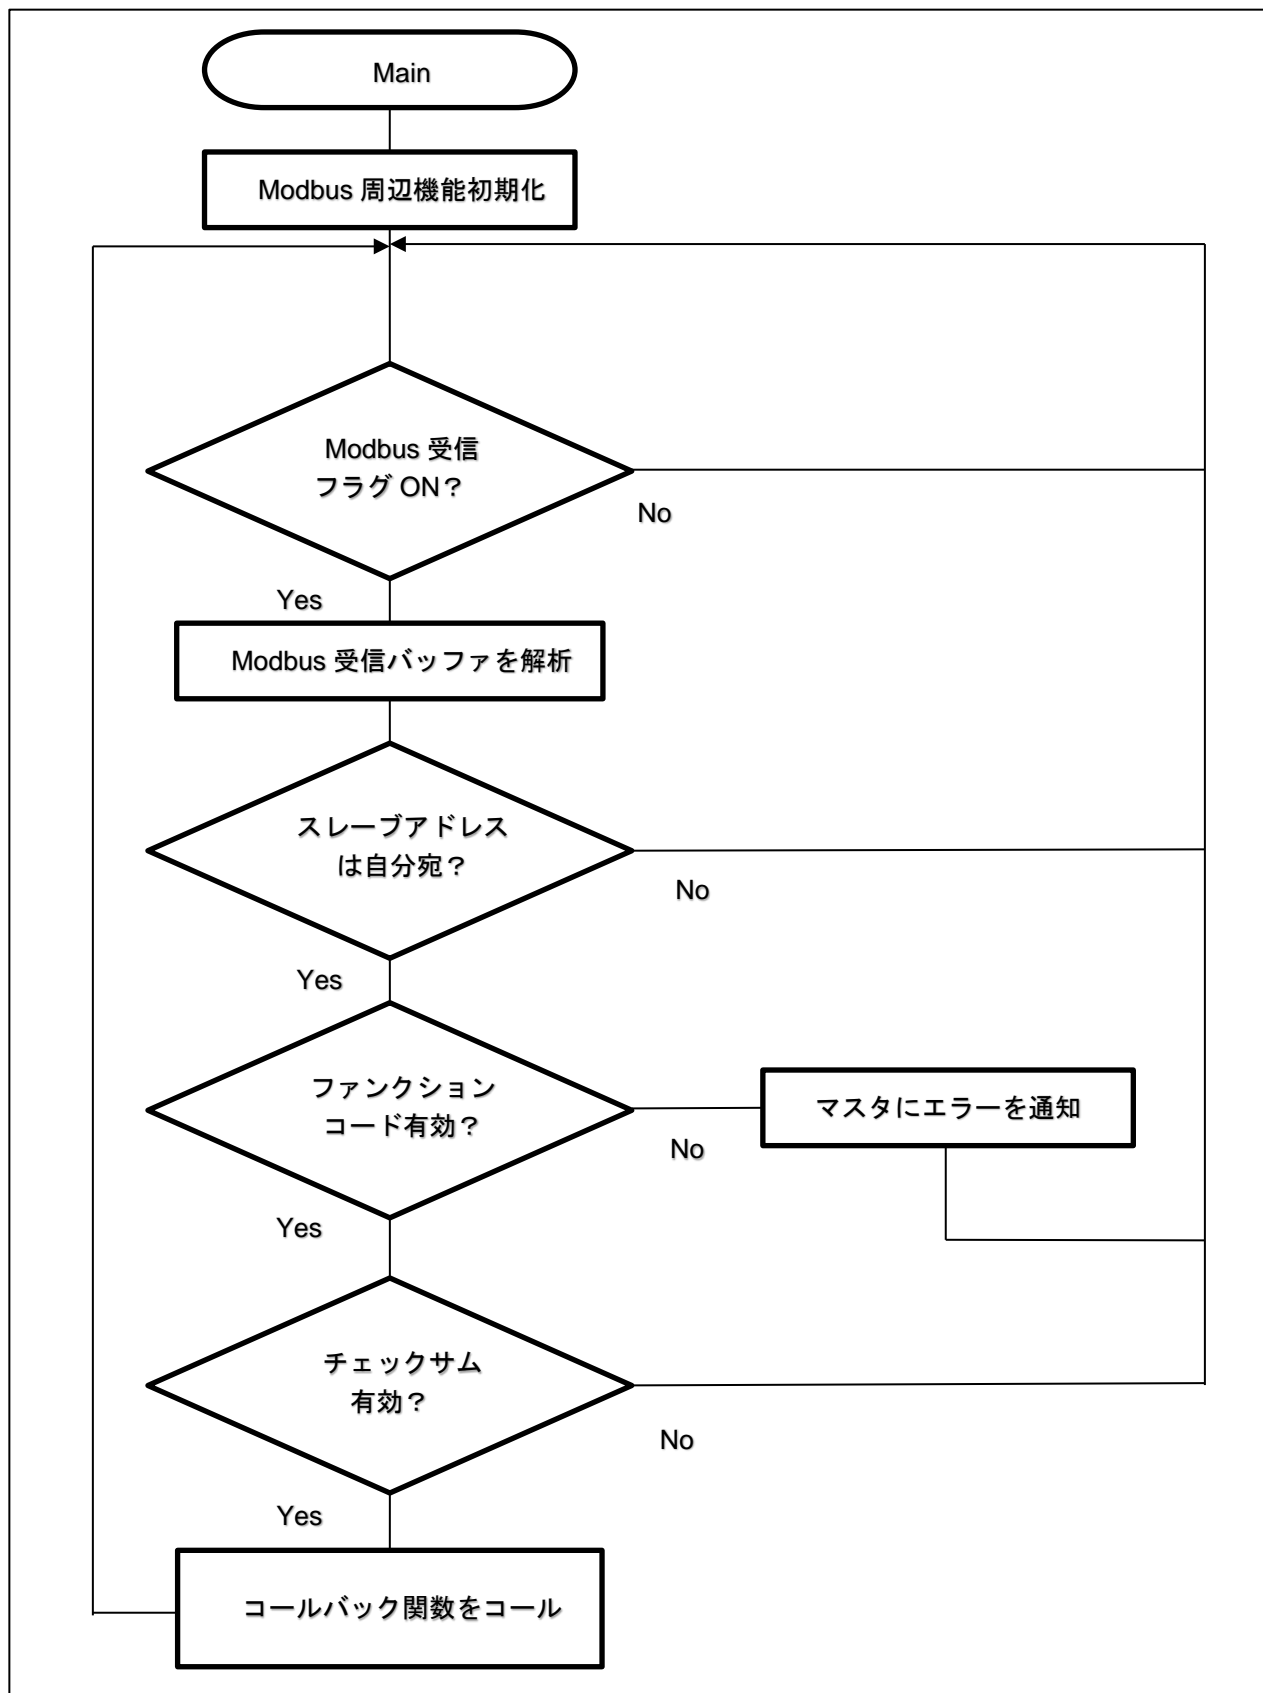 Main
Modbus 周辺機能初期化
Modbus 受信
フラグ ON？
No
Yes
Modbus 受信バッファを解析
スレーブアドレス
は自分宛？
No
Yes
ファンクション
コード有効？
マスタにエラーを通知
No
Yes
チェックサム
有効？
No
Yes
コールバック関数をコール